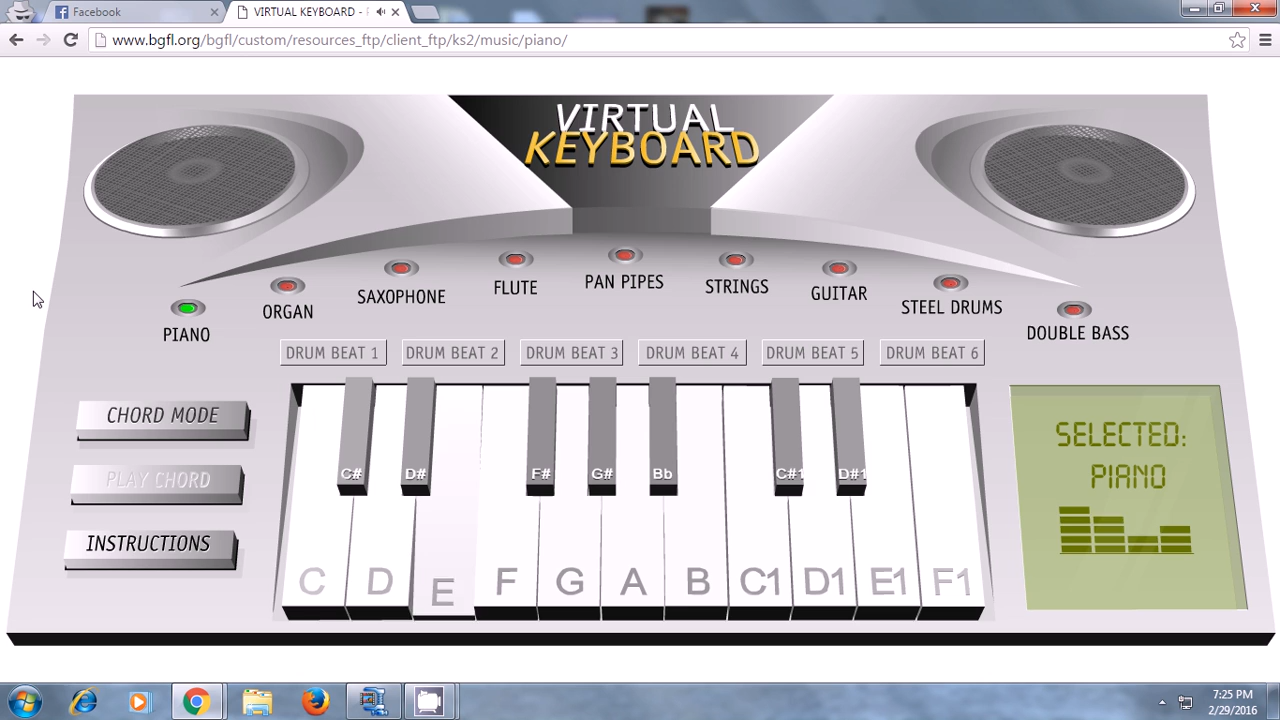 Facebook
VIRTUAL KEYBOARD - F
www.bgfl.org/bgfl/custom/resources_ftp/client_ftp/ks2/music/piano/
VIRTUAL
KEYBOARD
PIANO
ORGAN
SAXOPHONE
FLUTE
PAN PIPES
STRINGS
GUITAR
STEEL DRUMS
DOUBLE BASS
DRUM BEAT 1
DRUM BEAT 2
DRUM BEAT 3
DRUM BEAT 4
DRUM BEAT 5
DRUM BEAT 6
CHORD MODE
PLAY CHORD
INSTRUCTIONS
C# D# F# G# Bb C#1 D#1
C D E F G A B C1 D1 E1 F1
SELECTED:
PIANO
7:25 PM
2/29/2016